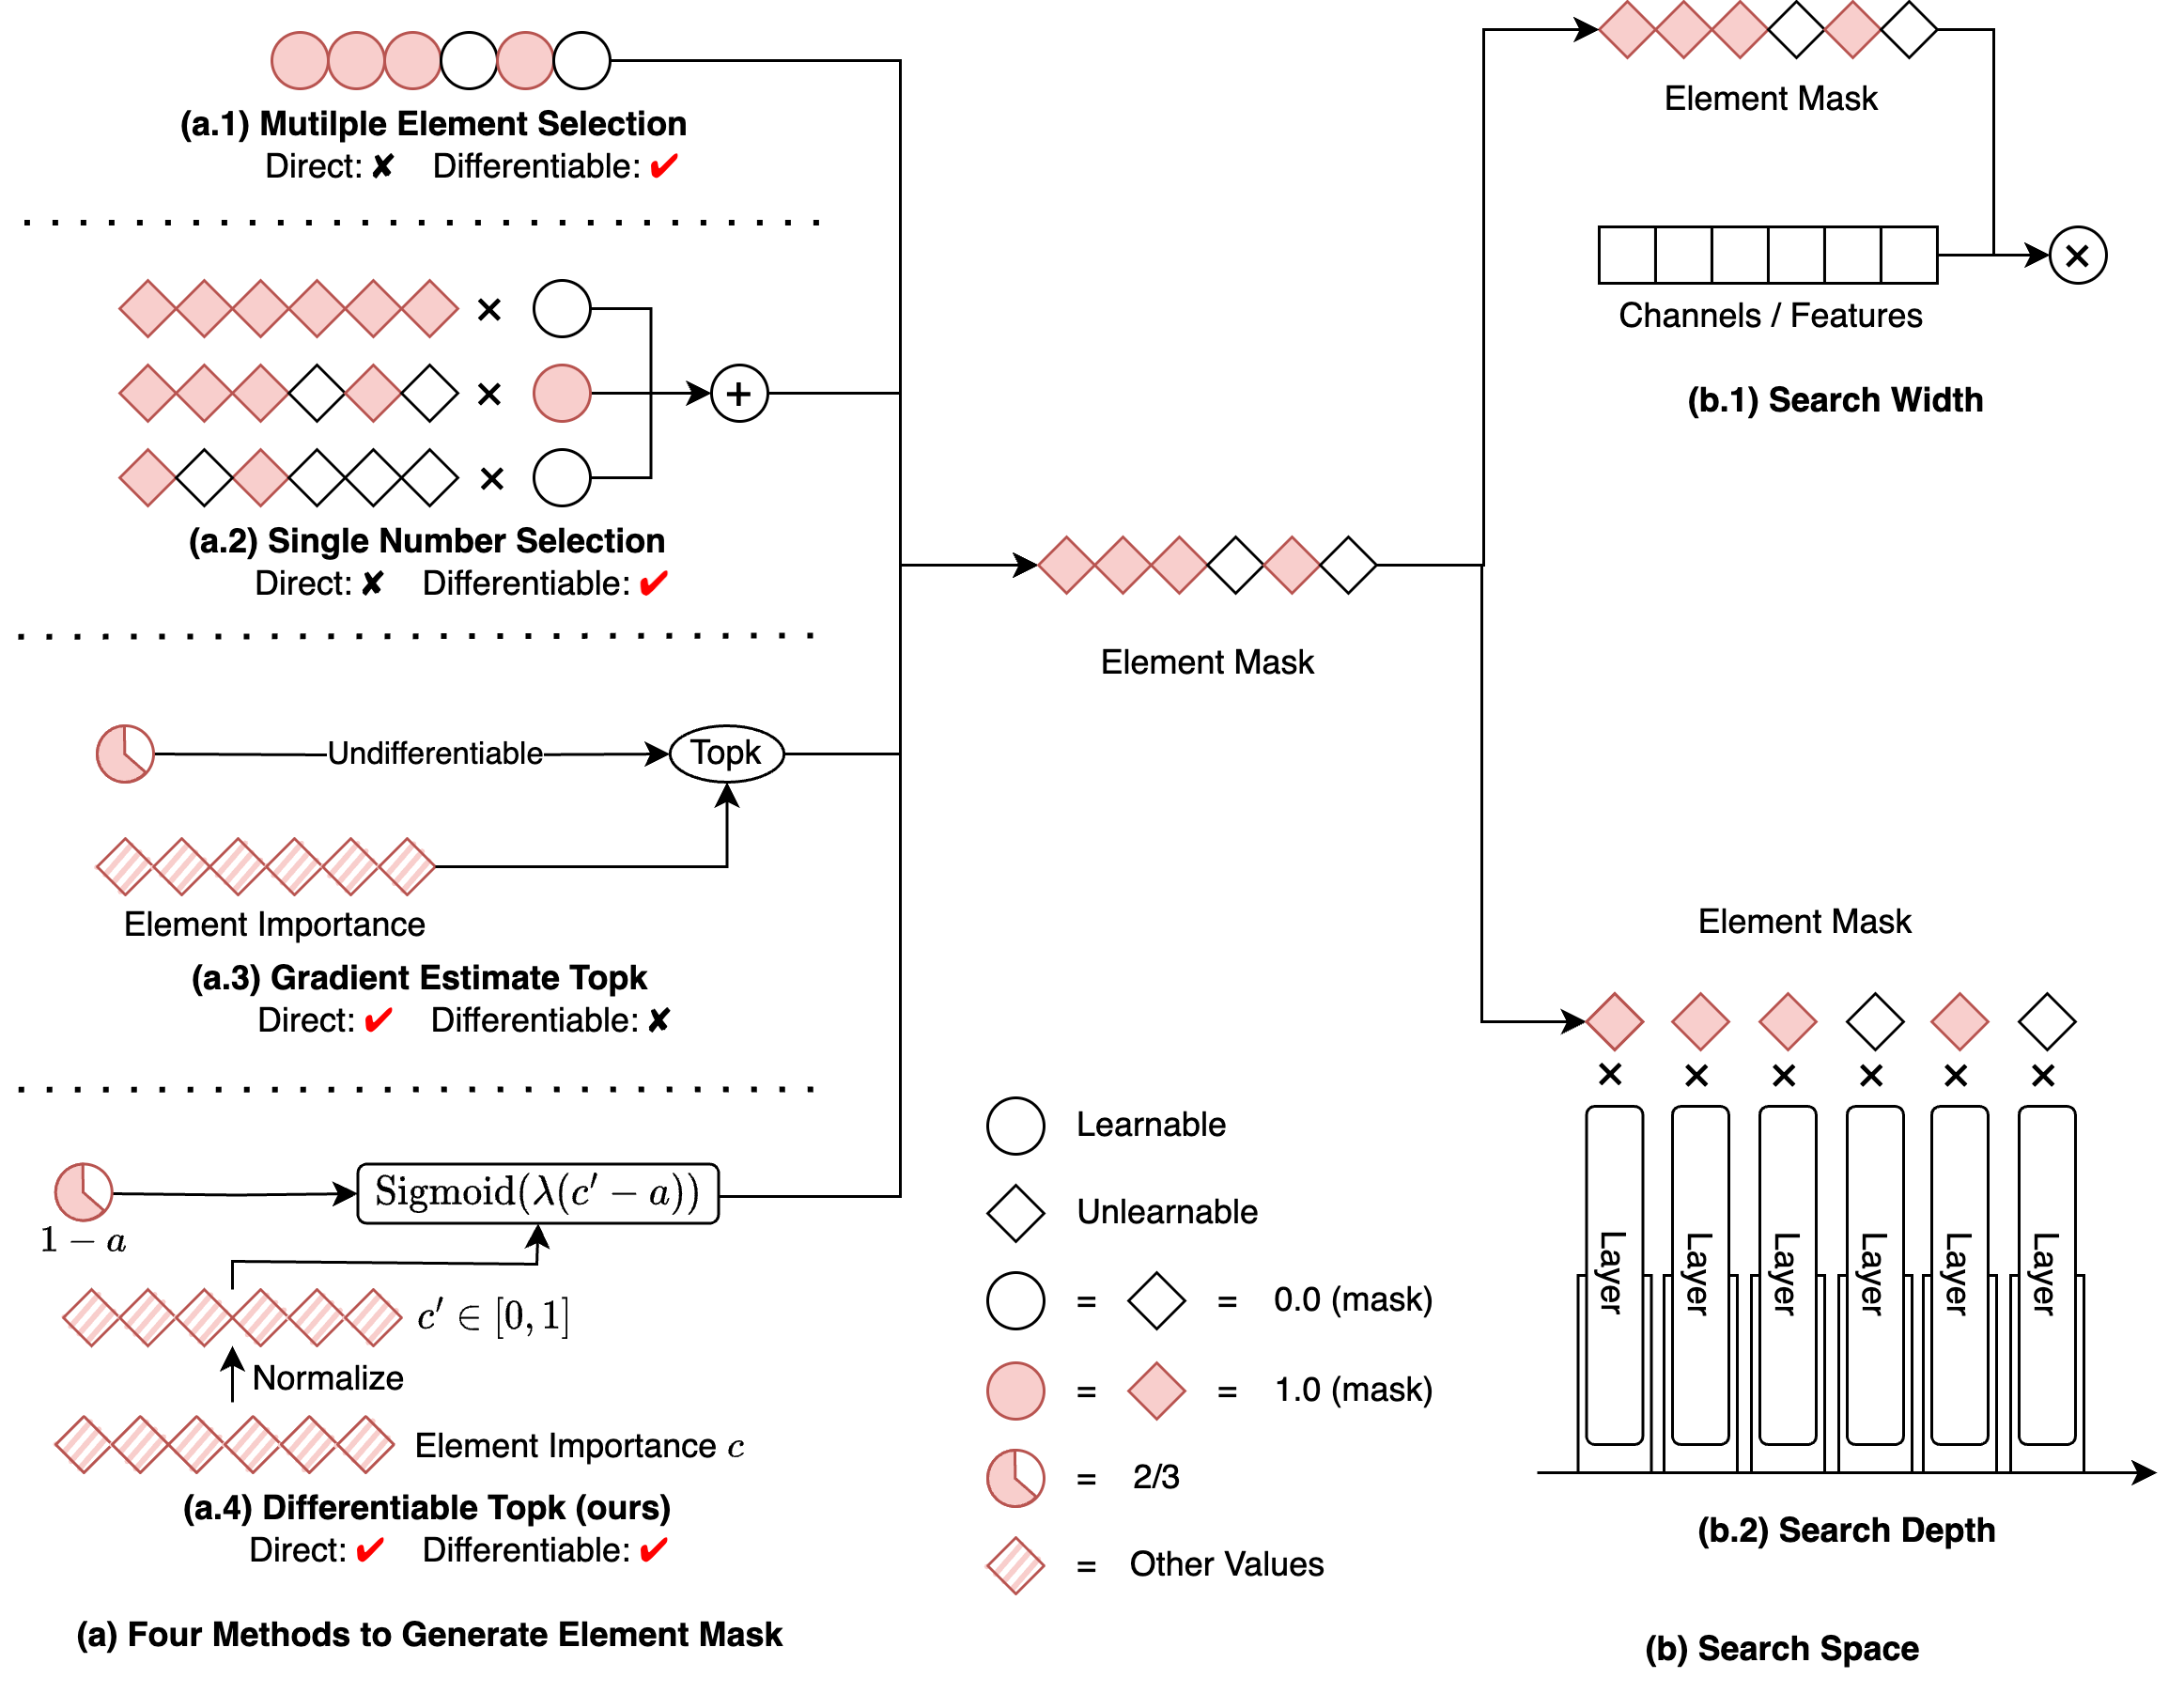 (a.1) Mutilple Element Selection
Direct: ✘ Differentiable: ✔
×
×
+
×
(a.2) Single Number Selection
Direct: ✘ Differentiable: ✔
Undifferentiable
Topk
Element Importance
(a.3) Gradient Estimate Topk
Direct: ✔ Differentiable: ✘
Sigmoid(λ(c′ − a))
1 − a
c′ ∈ [0, 1]
Normalize
Element Importance c
(a.4) Differentiable Topk (ours)
Direct: ✔ Differentiable: ✔
(a) Four Methods to Generate Element Mask
Element Mask
Learnable
Unlearnable
= = 0.0 (mask)
= = 1.0 (mask)
= 2/3
= Other Values
Element Mask
×
Channels / Features
(b.1) Search Width
Element Mask
× × × × × ×
Layer
Layer
Layer
Layer
Layer
Layer
(b.2) Search Depth
(b) Search Space